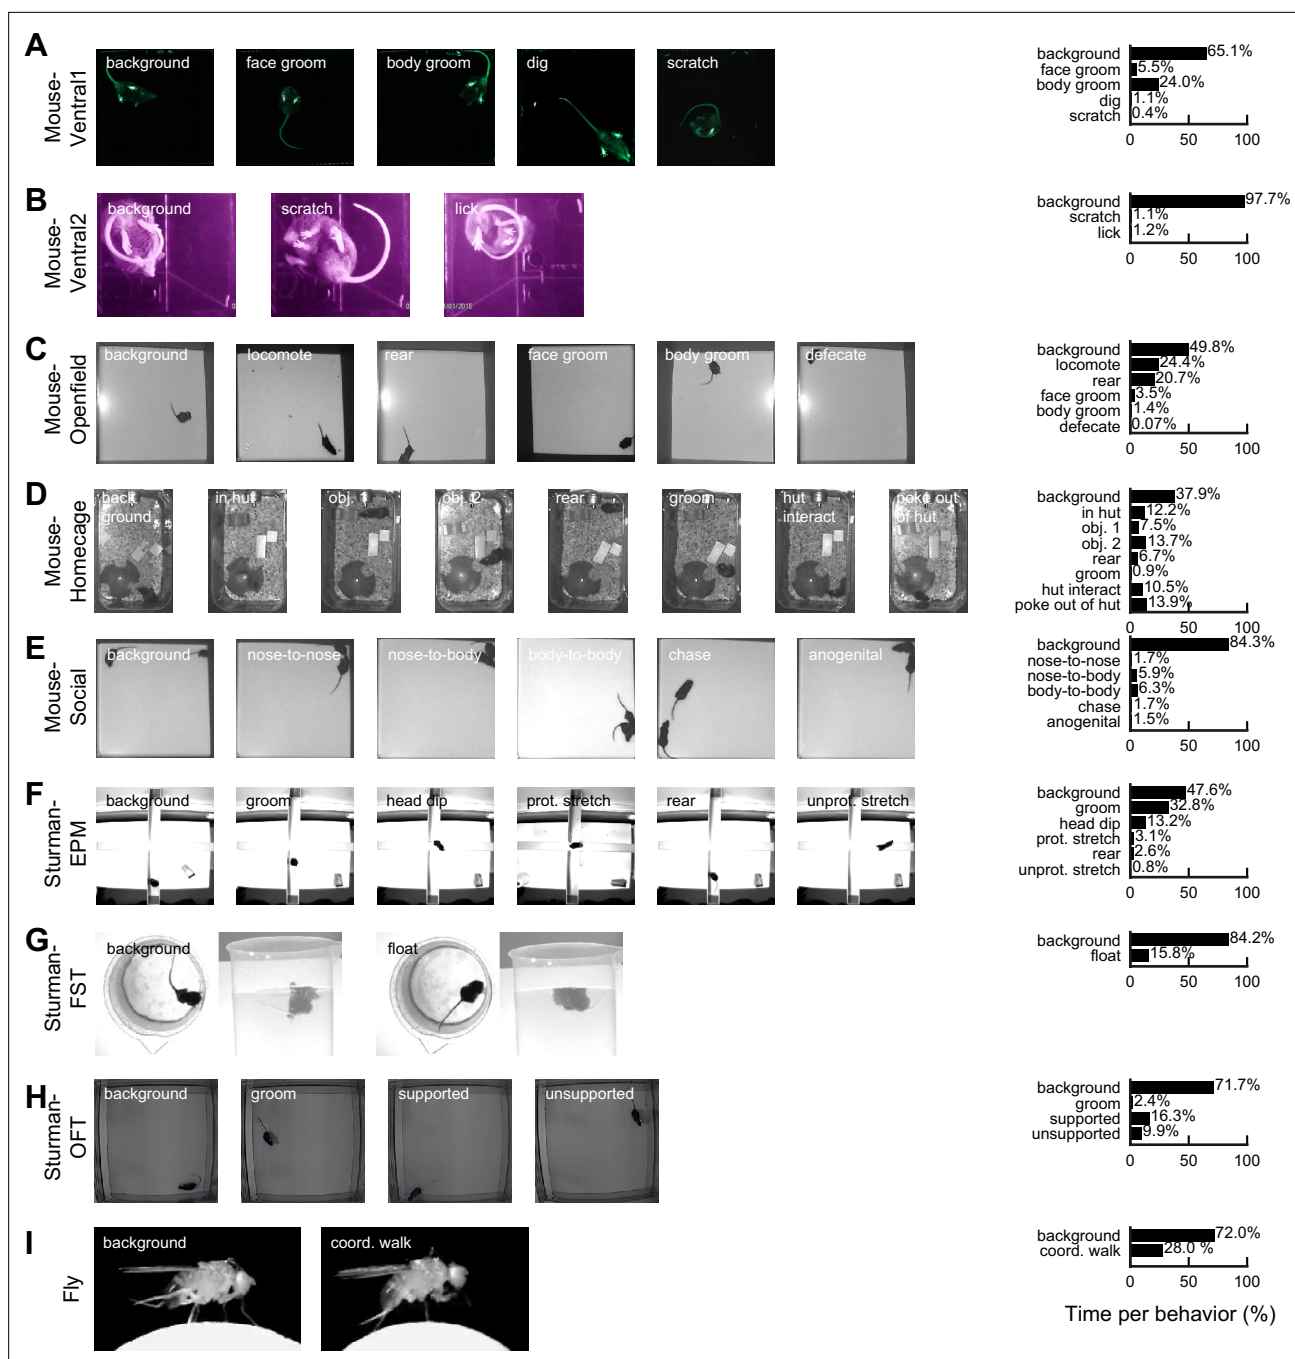 A
Mouse-
Ventral1
background
face groom
body groom
dig
scratch
background
65.1%
face groom
5.5%
body groom
24.0%
dig
1.1%
scratch
0.4%
0
50
100
B
Mouse-
Ventral2
background
scratch
lick
/01/2015
background
97.7%
scratch
1.1%
lick
1.2%
0
50
100
C
Mouse-
Openfield
background
locomote
rear
face groom
body groom
defecate
background
49.8%
locomote
24.4%
rear
20.7%
face groom
3.5%
body groom
1.4%
defecate
0.07%
0
50
100
D
Mouse-
Homecage
back
ground
in hut
obj. 1
obj. 2
rear
groom
hut
interact
poke out
of hut
background
37.9%
in hut
12.2%
obj. 1
7.5%
obj. 2
13.7%
rear
6.7%
groom
0.9%
hut interact
10.5%
poke out of hut
13.9%
0
50
100
E
Mouse-
Social
background
nose-to-nose
nose-to-body
body-to-body
chase
anogenital
background
84.3%
nose-to-nose
1.7%
nose-to-body
5.9%
body-to-body
6.3%
chase
1.7%
anogenital
1.5%
0
50
100
F
Sturman-
EPM
background
groom
head dip
prot. stretch
rear
unprot. stretch
background
47.6%
groom
32.8%
head dip
13.2%
prot. stretch
3.1%
rear
2.6%
unprot. stretch
0.8%
0
50
100
G
Sturman-
FST
background
float
background
84.2%
float
15.8%
0
50
100
H
Sturman-
OFT
background
groom
supported
unsupported
background
71.7%
groom
2.4%
supported
16.3%
unsupported
9.9%
0
50
100
I
Fly
background
coord. walk
background
72.0%
coord. walk
28.0 %
0
50
100
Time per behavior (%)